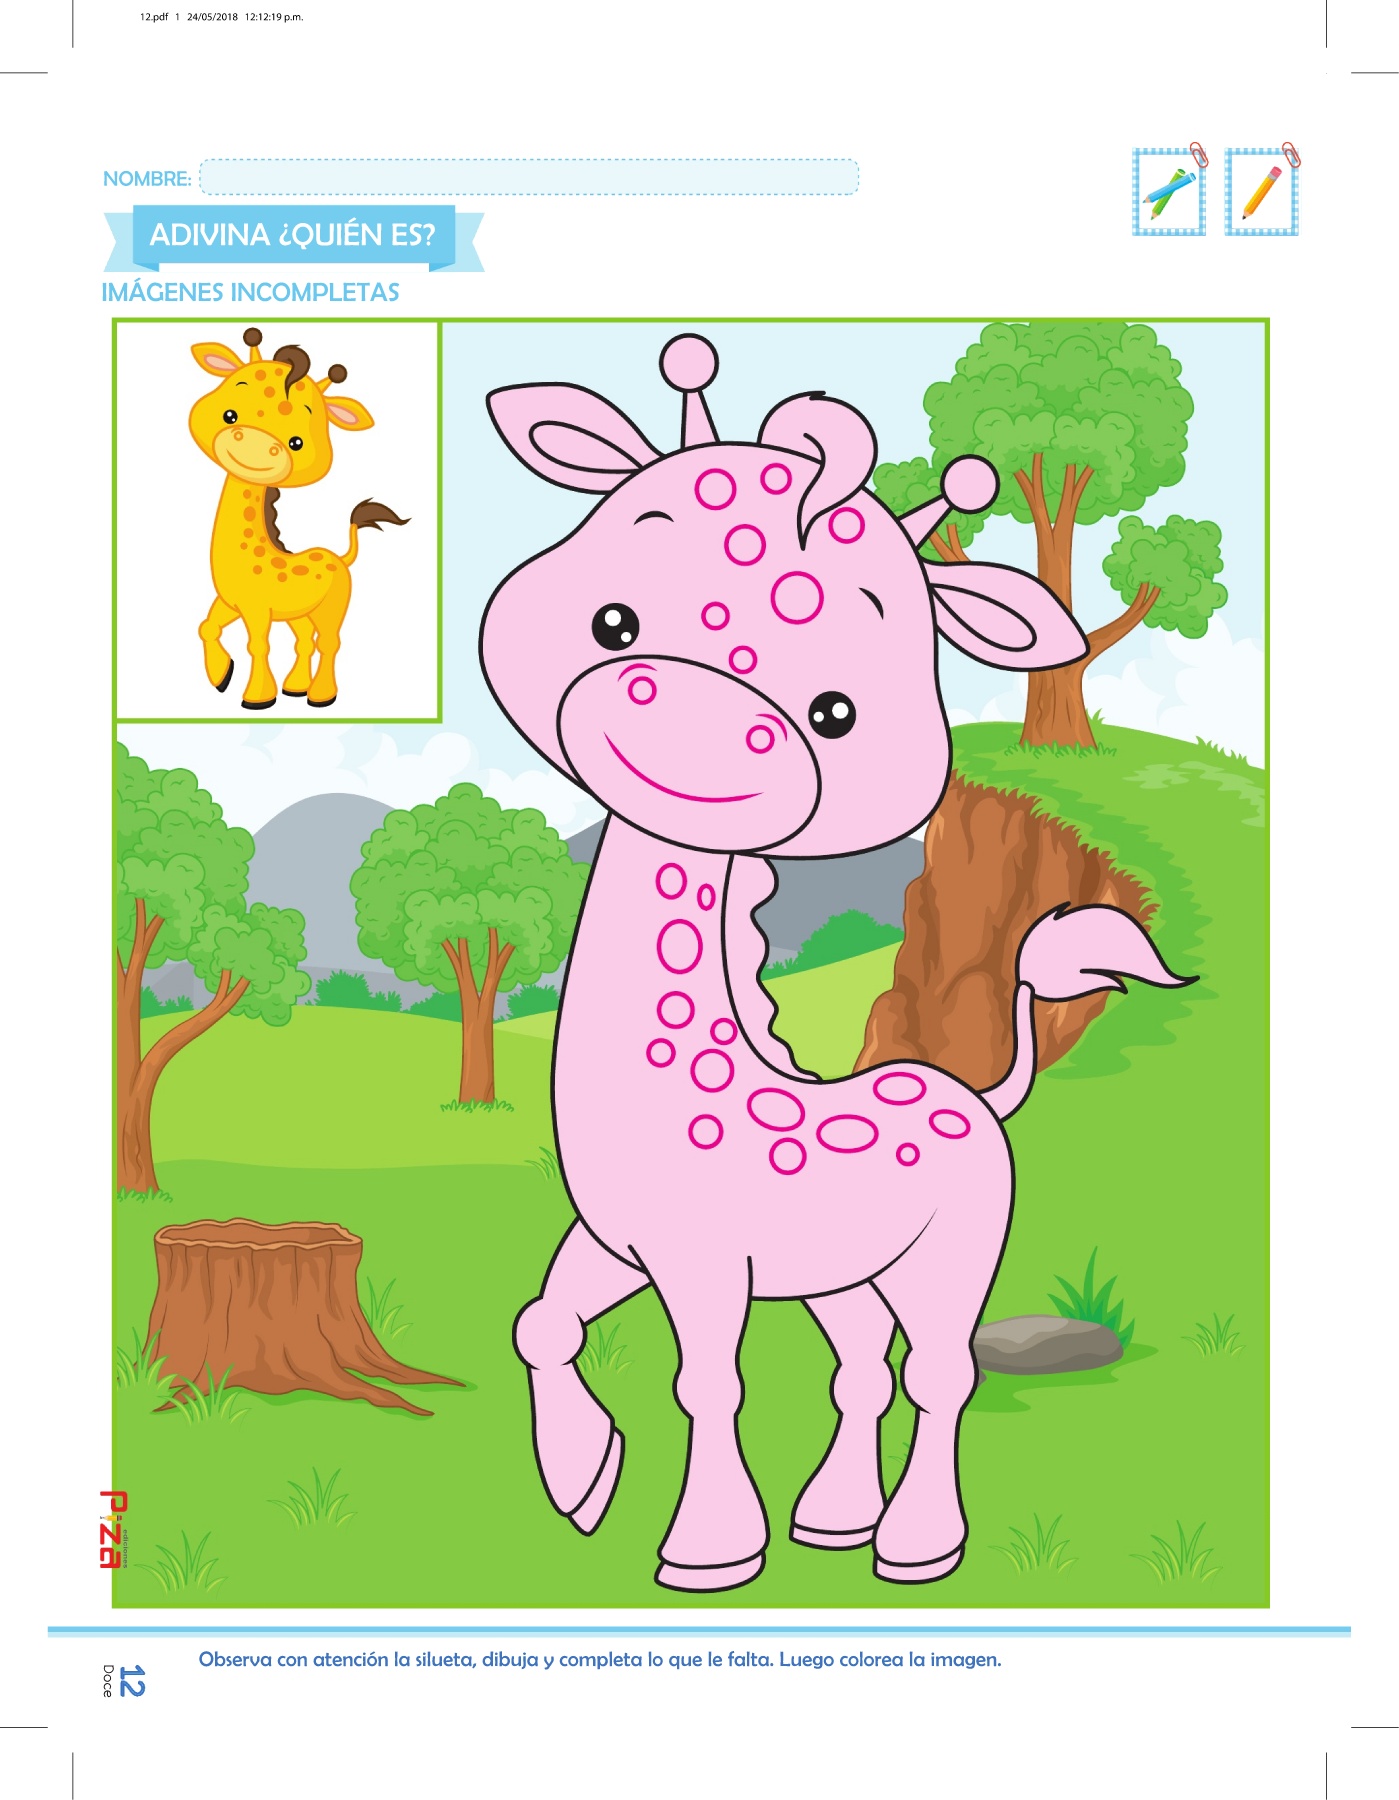 12.pdf 1 24/05/2018 12:12:19 p.m.
NOMBRE:
ADIVINA ¿QUIÉN ES?
IMÁGENES INCOMPLETAS
Piza
ediciones
Observa con atención la silueta, dibuja y completa lo que le falta. Luego colorea la imagen.
12
Doce